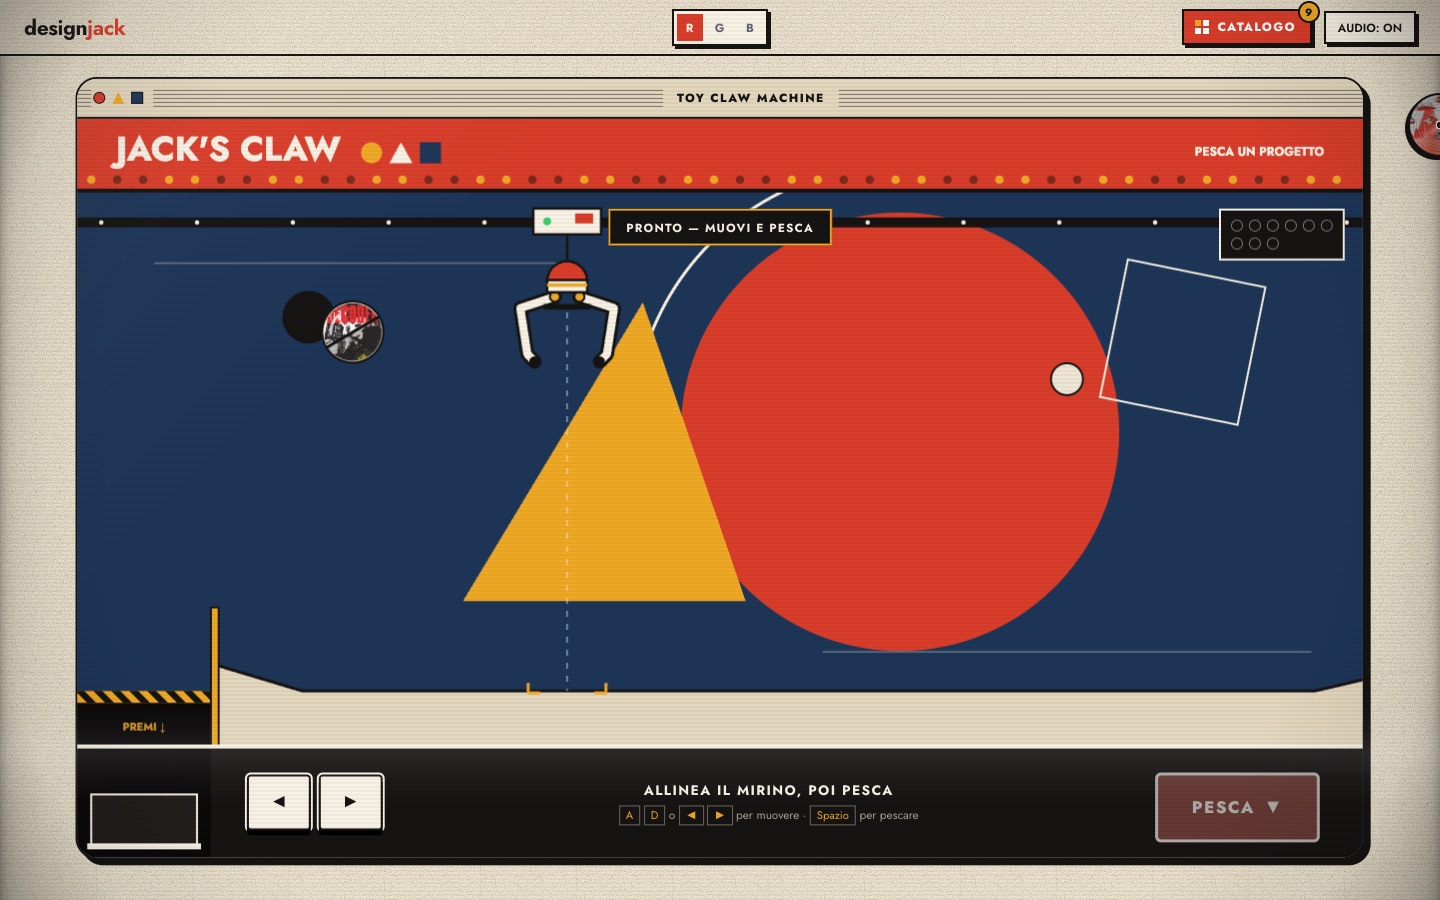 designjack
R G B
CATALOGO
9
AUDIO: ON
TOY CLAW MACHINE
JACK'S CLAW
PESCA UN PROGETTO
PRONTO — MUOVI E PESCA
PREMI ↓
◀ ▶
ALLINEA IL MIRINO, POI PESCA
A D o ◀ ▶ per muovere · Spazio per pescare
PESCA ▼